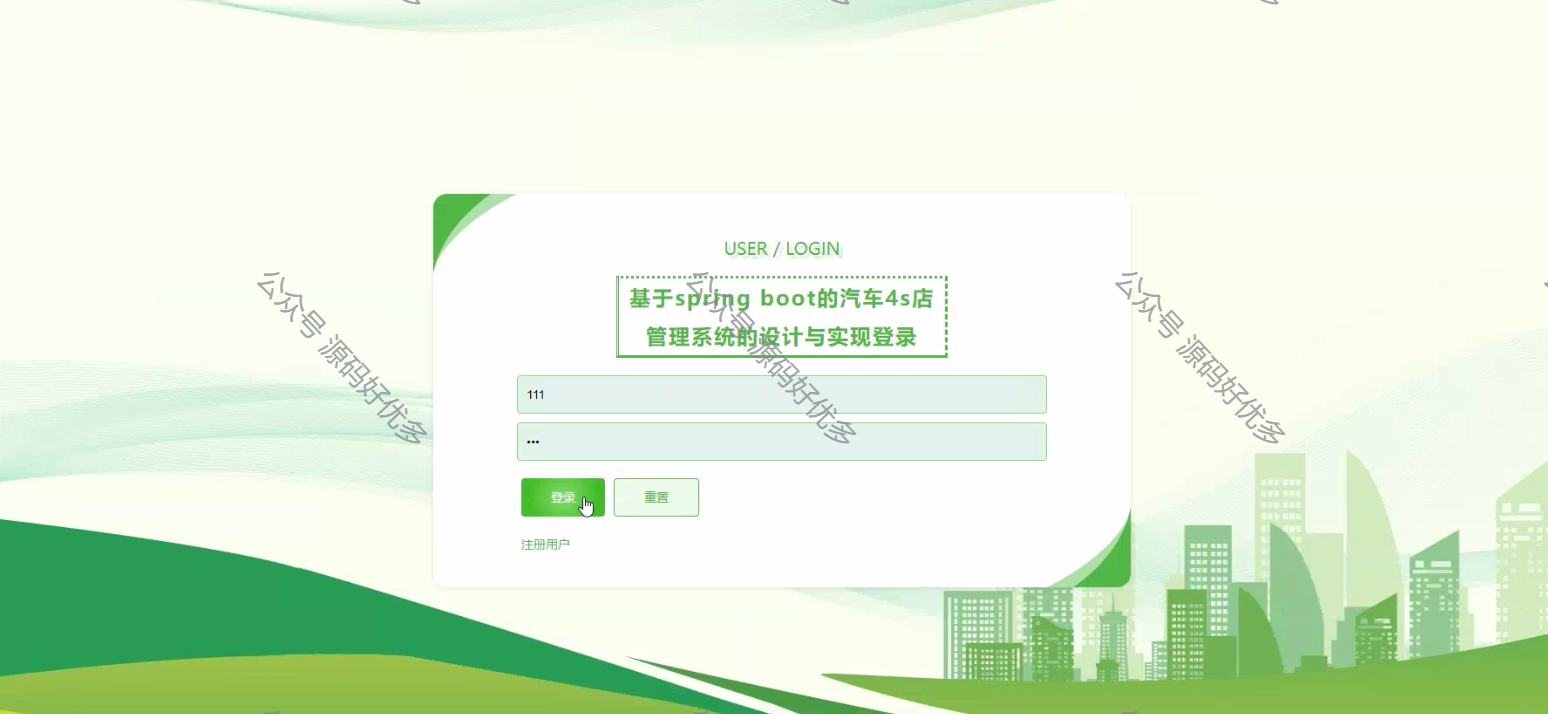 USER / LOGIN
基于spring boot的汽车4s店
管理系统的设计与实现登录
111
•••
登录
重置
注册用户
公众号 源码好优多
公众号 源码好优多
公众号 源码好优多